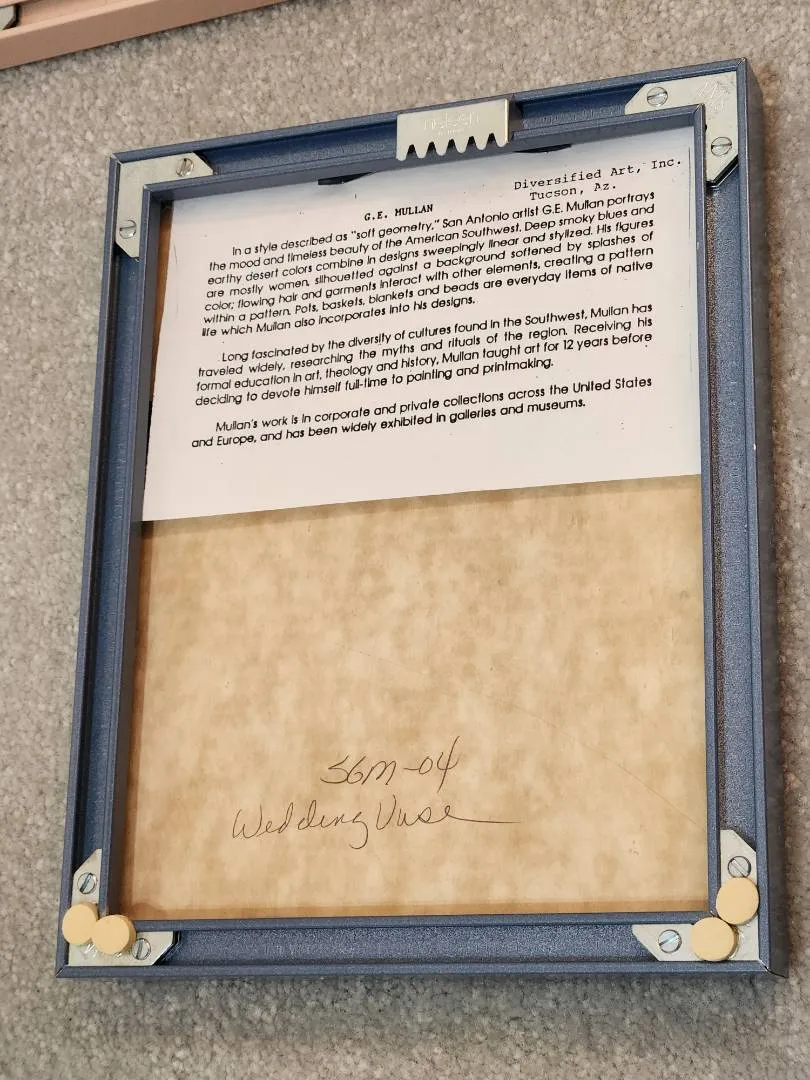 nielsen
Diversified Art, Inc.
Tucson, Az.
G.E. MULLAN
In a style described as "soft geometry," San Antonio artist G.E. Mullan portrays
the mood and timeless beauty of the American Southwest. Deep smoky blues and
earthy desert colors combine in designs sweepingly linear and stylized. His figures
are mostly women, silhouetted against a background softened by splashes of
color; flowing hair and garments interact with other elements, creating a pattern
within a pattern. Pots, baskets, blankets and beads are everyday items of native
life which Mullan also incorporates into his designs.
Long fascinated by the diversity of cultures found in the Southwest, Mullan has
traveled widely, researching the myths and rituals of the region. Receiving his
formal education in art, theology and history, Mullan taught art for 12 years before
deciding to devote himself full-time to painting and printmaking.
Mullan's work is in corporate and private collections across the United States
and Europe, and has been widely exhibited in galleries and museums.
SGM-04
Wedding Vase